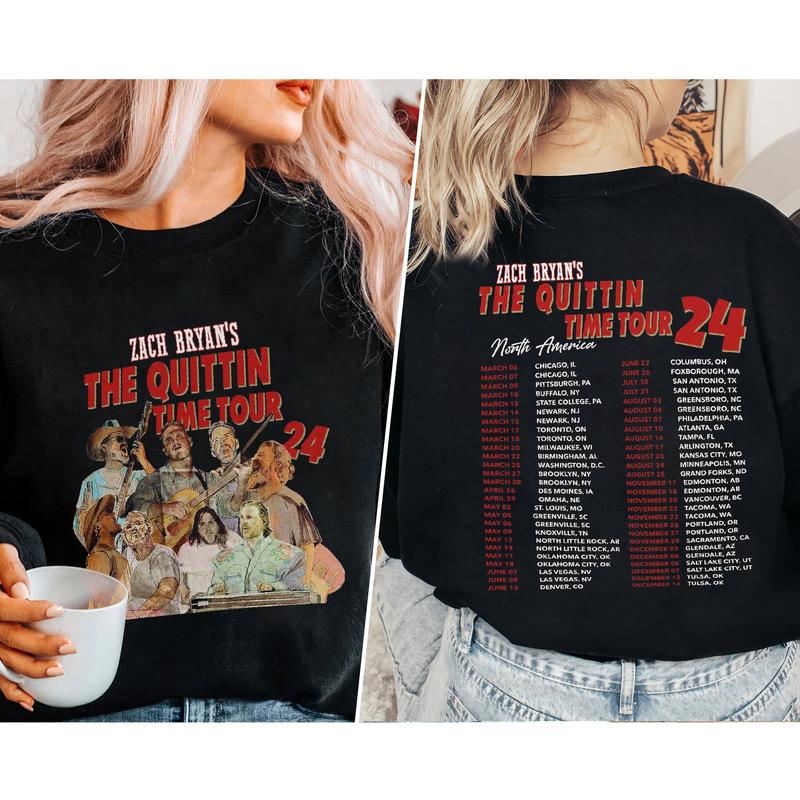 ZACH BRYAN'S
THE QUITTIN
TIME TOUR
24
ZACH BRYAN'S
THE QUITTIN
TIME TOUR 24
North America
MARCH 06 CHICAGO, IL
MARCH 07 CHICAGO, IL
MARCH 09 PITTSBURGH, PA
MARCH 10 BUFFALO, NY
MARCH 12 STATE COLLEGE, PA
MARCH 14 NEWARK, NJ
MARCH 15 NEWARK, NJ
MARCH 17 TORONTO, ON
MARCH 18 TORONTO, ON
MARCH 20 MILWAUKEE, WI
MARCH 22 BIRMINGHAM, AL
MARCH 25 WASHINGTON, D.C.
MARCH 27 BROOKLYN, NY
MARCH 28 BROOKLYN, NY
APRIL 26 DES MOINES, IA
APRIL 29 OMAHA, NE
MAY 02 ST. LOUIS, MO
MAY 05 GREENVILLE, SC
MAY 06 GREENVILLE, SC
MAY 09 KNOXVILLE, TN
MAY 13 NORTH LITTLE ROCK, AR
MAY 14 NORTH LITTLE ROCK, AR
MAY 17 OKLAHOMA CITY, OK
MAY 18 OKLAHOMA CITY, OK
JUNE 07 LAS VEGAS, NV
JUNE 08 LAS VEGAS, NV
JUNE 15 DENVER, CO
JUNE 22 COLUMBUS, OH
JUNE 26 FOXBOROUGH, MA
JULY 30 SAN ANTONIO, TX
JULY 31 SAN ANTONIO, TX
AUGUST 03 GREENSBORO, NC
AUGUST 04 GREENSBORO, NC
AUGUST 07 PHILADELPHIA, PA
AUGUST 10 ATLANTA, GA
AUGUST 14 TAMPA, FL
AUGUST 17 ARLINGTON, TX
AUGUST 20 KANSAS CITY, MO
AUGUST 24 MINNEAPOLIS, MN
AUGUST 25 GRAND FORKS, ND
NOVEMBER 17 EDMONTON, AB
NOVEMBER 18 EDMONTON, AB
NOVEMBER 20 VANCOUVER, BC
NOVEMBER 22 TACOMA, WA
NOVEMBER 23 TACOMA, WA
NOVEMBER 26 PORTLAND, OR
NOVEMBER 27 PORTLAND, OR
NOVEMBER 29 SACRAMENTO, CA
DECEMBER 03 GLENDALE, AZ
DECEMBER 04 GLENDALE, AZ
DECEMBER 06 SALT LAKE CITY, UT
DECEMBER 07 SALT LAKE CITY, UT
DECEMBER 13 TULSA, OK
DECEMBER 14 TULSA, OK